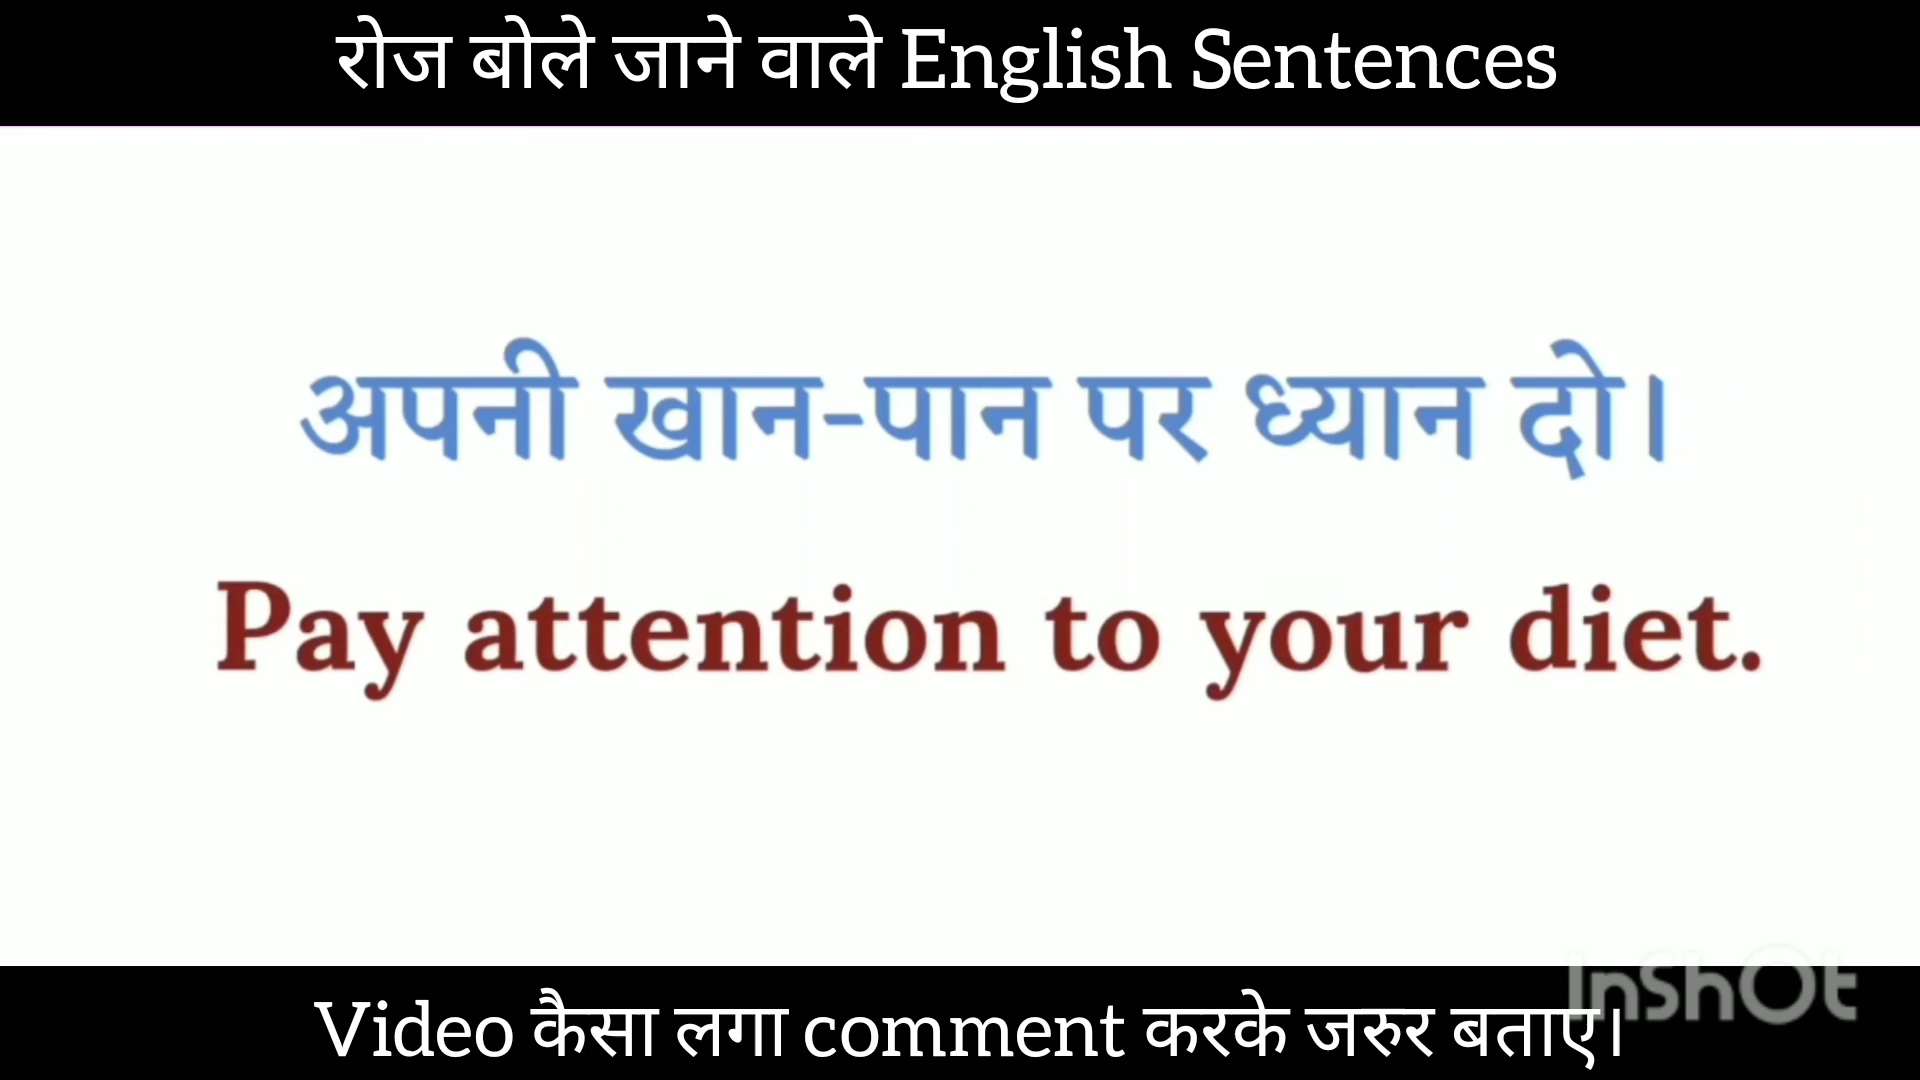 रोज बोले जाने वाले English Sentences
अपनी खान-पान पर ध्यान दो।
Pay attention to your diet.
InShOt
Video कैसा लगा comment करके जरुर बताए।